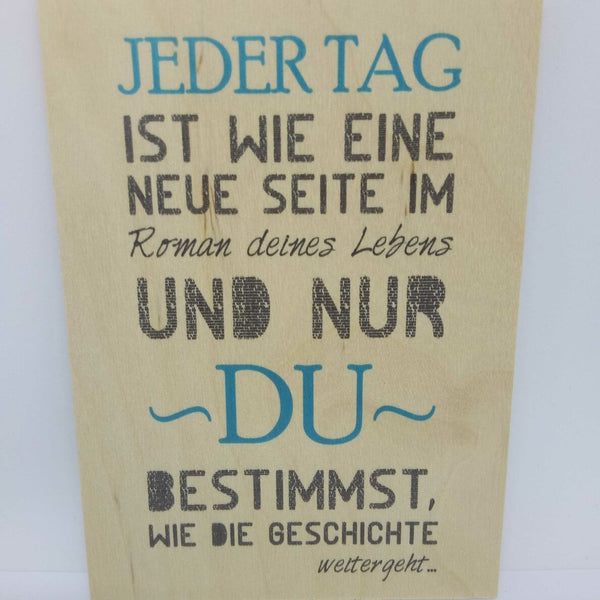 JEDER TAG
IST WIE EINE
NEUE SEITE IM
Roman deines Lebens
UND NUR
~DU~
BESTIMMST,
WIE DIE GESCHICHTE
weitergeht...